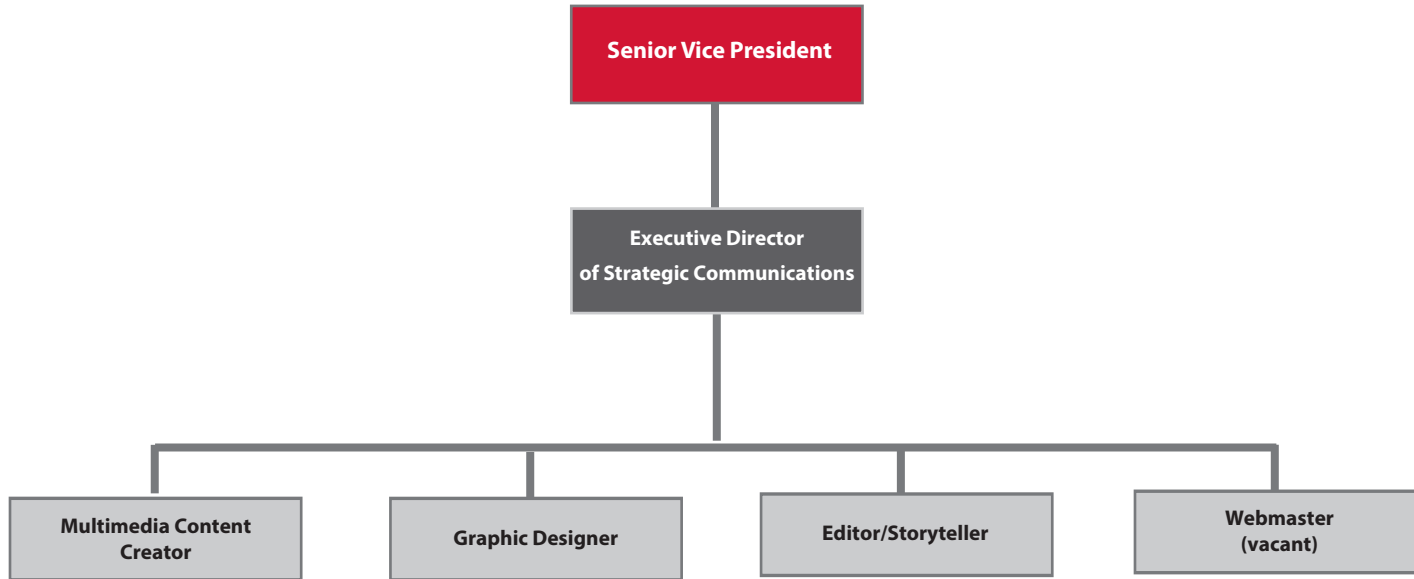 Senior Vice President
Executive Director
of Strategic Communications
Multimedia Content
Creator
Graphic Designer
Editor/Storyteller
Webmaster
(vacant)